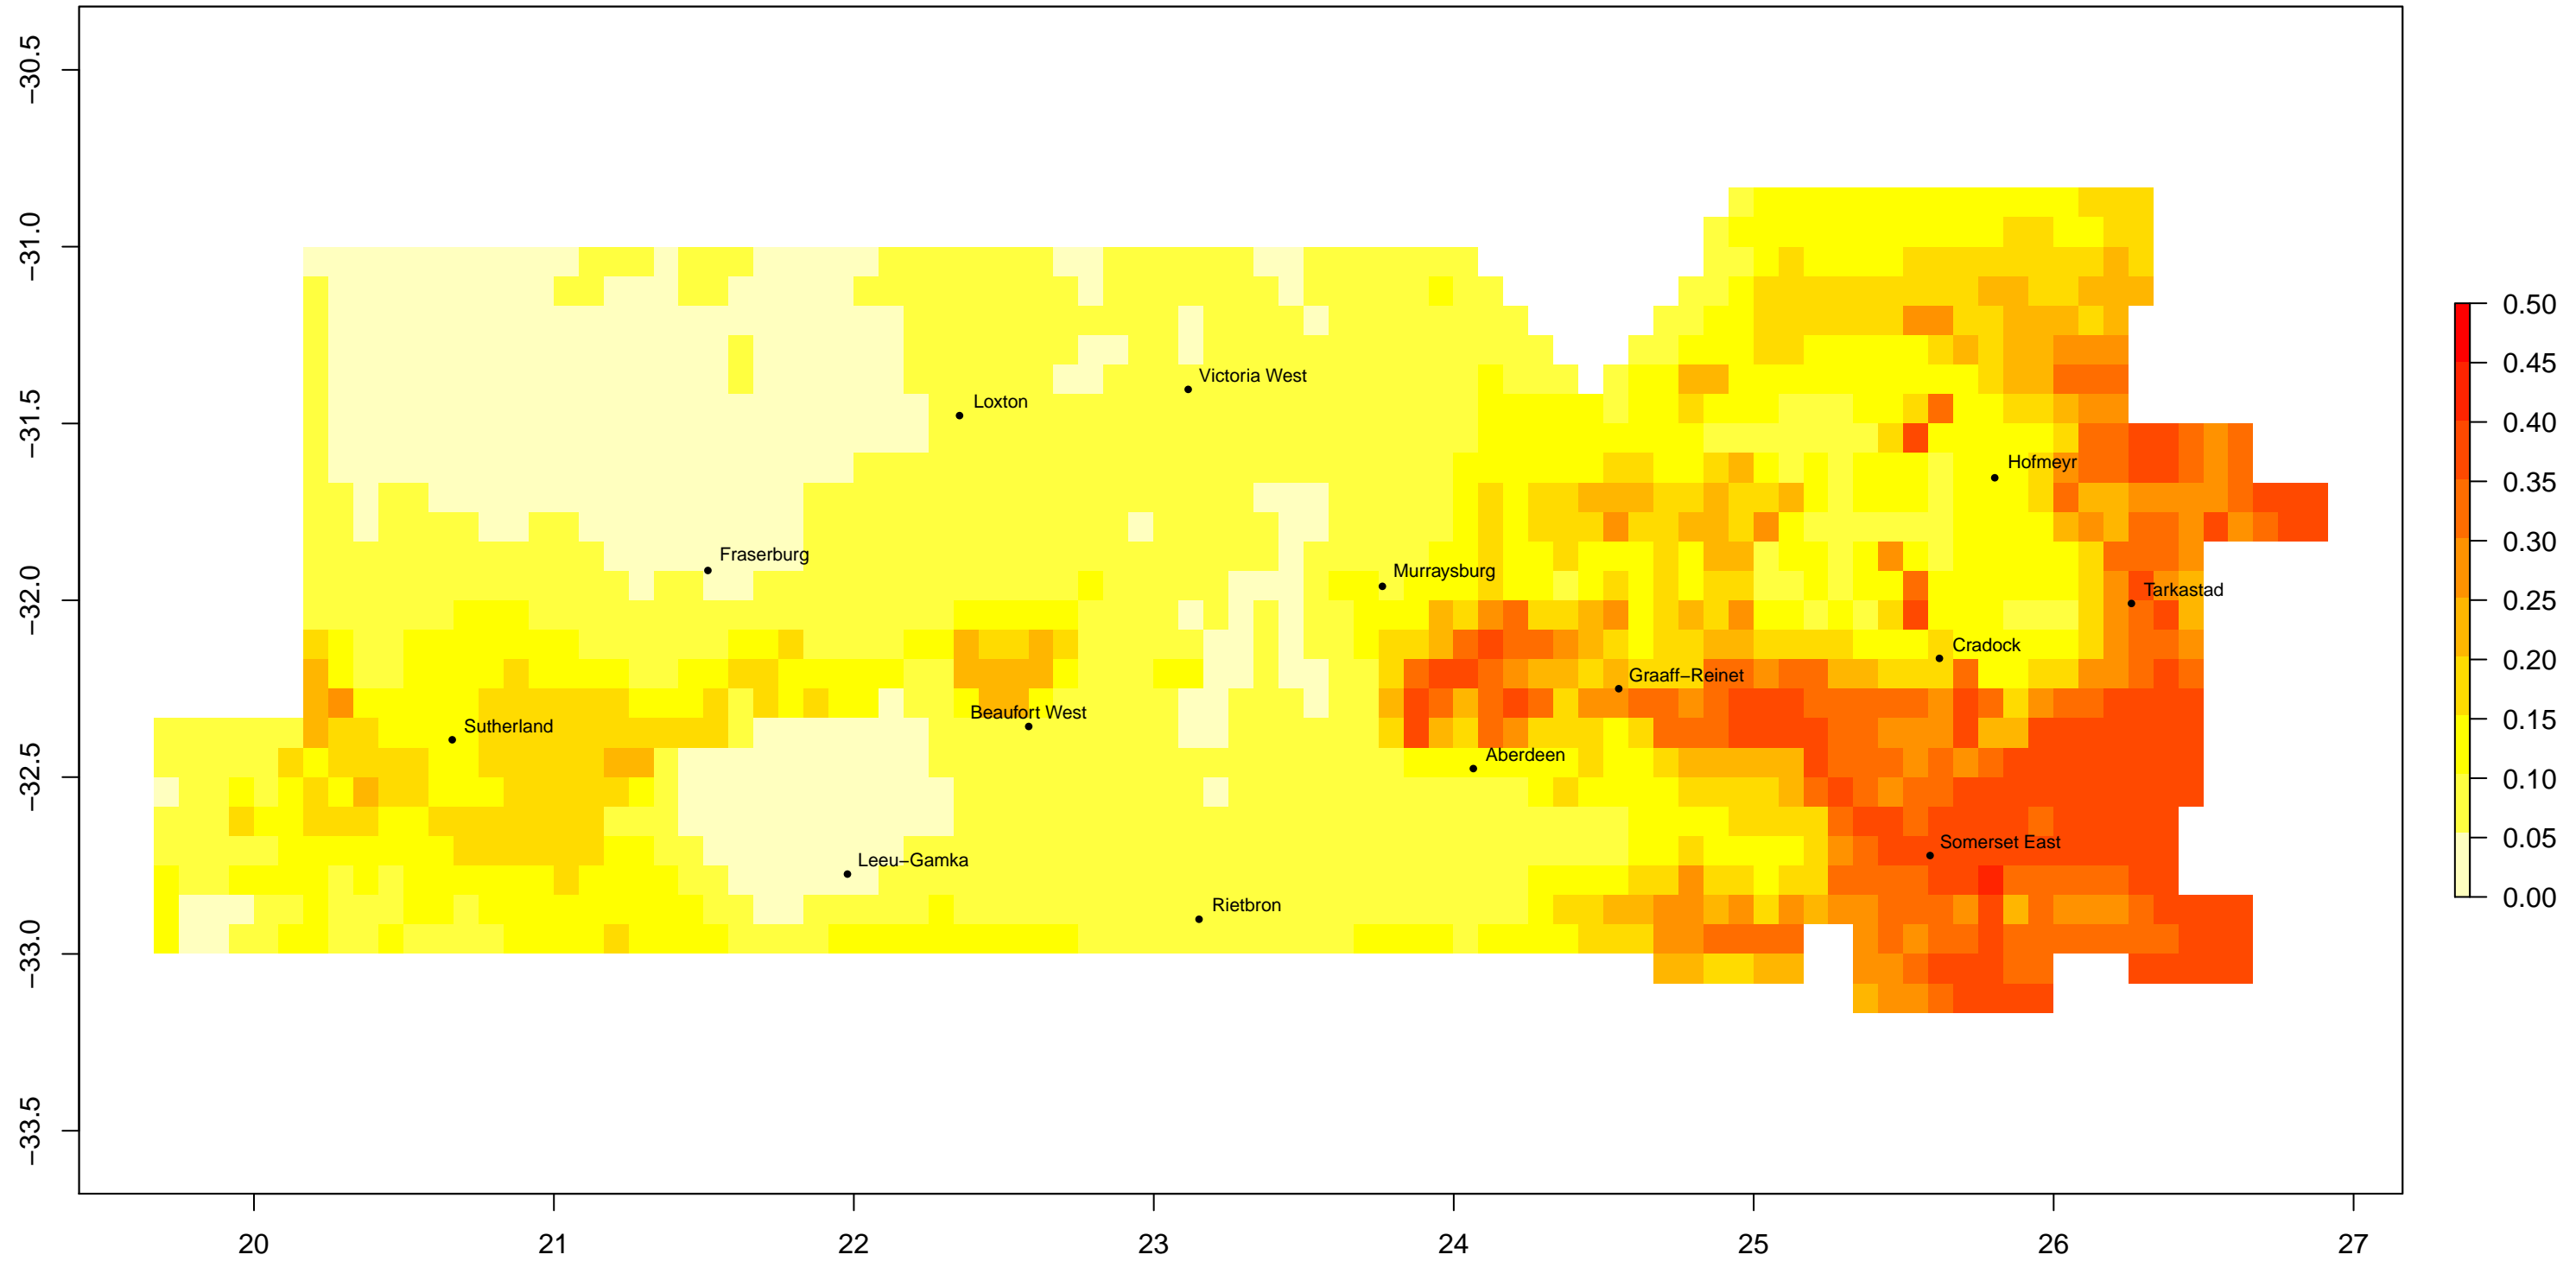 −30.5
−31.0
−31.5
−32.0
−32.5
−33.0
−33.5
Victoria West
Loxton
Hofmeyr
Fraserburg
Murraysburg
Tarkastad
Cradock
Graaff−Reinet
Beaufort West
Sutherland
Aberdeen
Somerset East
Leeu−Gamka
Rietbron
20 21 22 23 24 25 26 27
0.50
0.45
0.40
0.35
0.30
0.25
0.20
0.15
0.10
0.05
0.00